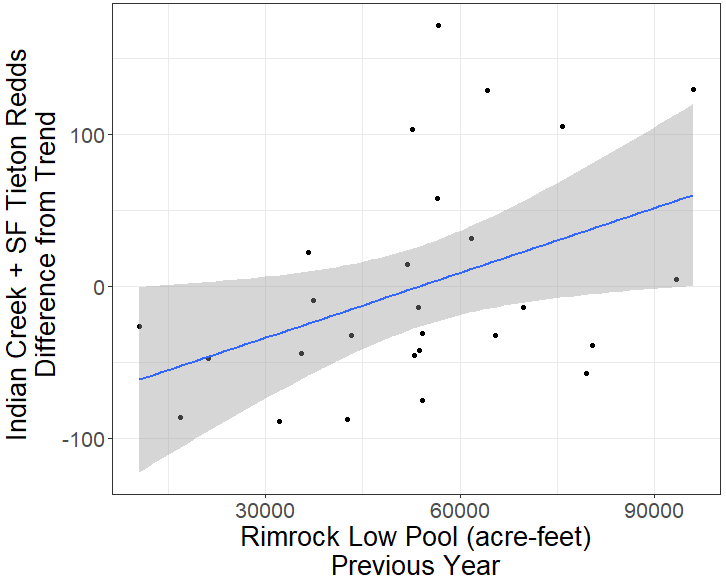 Indian Creek + SF Tieton Redds
Difference from Trend
100
0
-100
30000
60000
90000
Rimrock Low Pool (acre-feet)
Previous Year